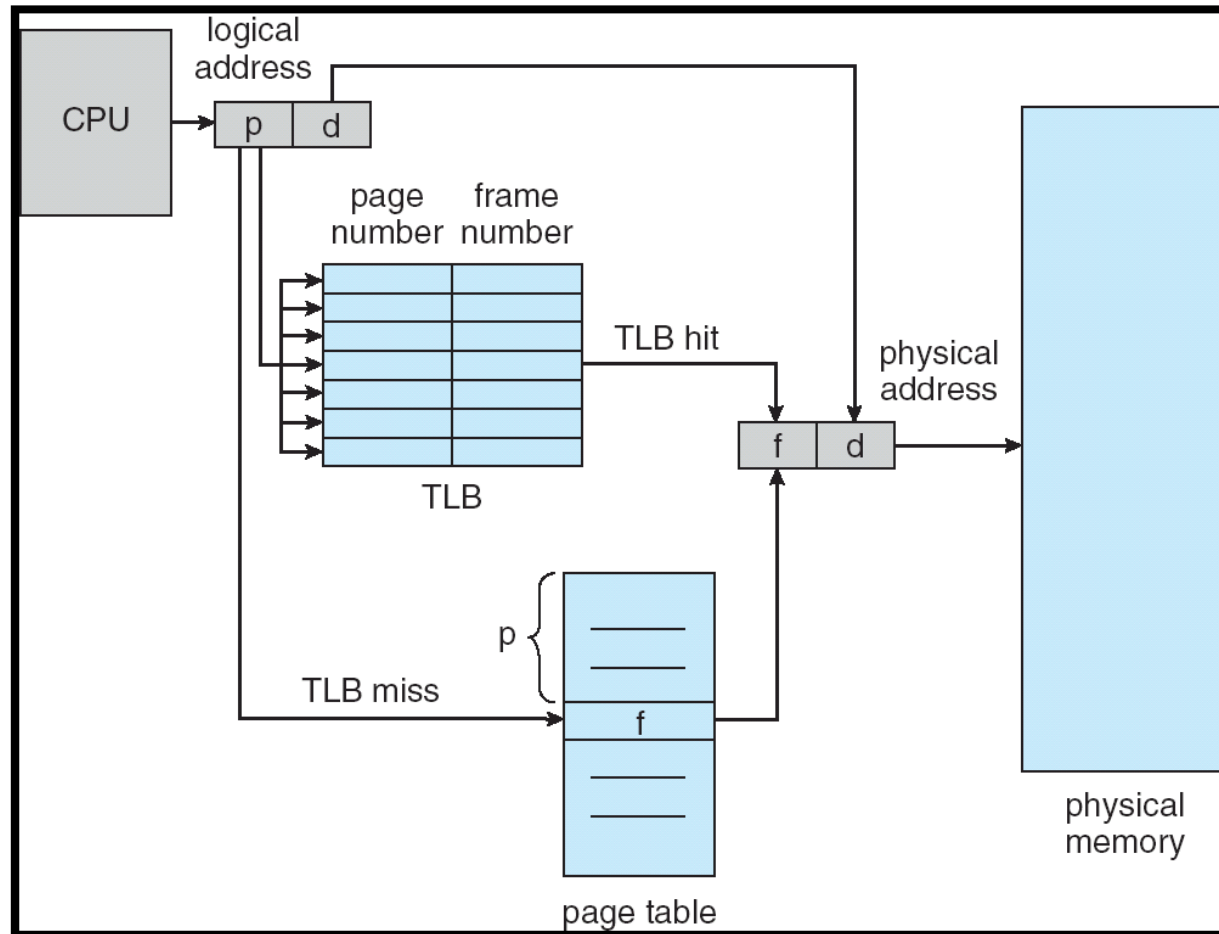 logical
address
CPU
p
d
page
number
frame
number
TLB hit
physical
address
f
d
TLB
p
TLB miss
f
physical
memory
page table